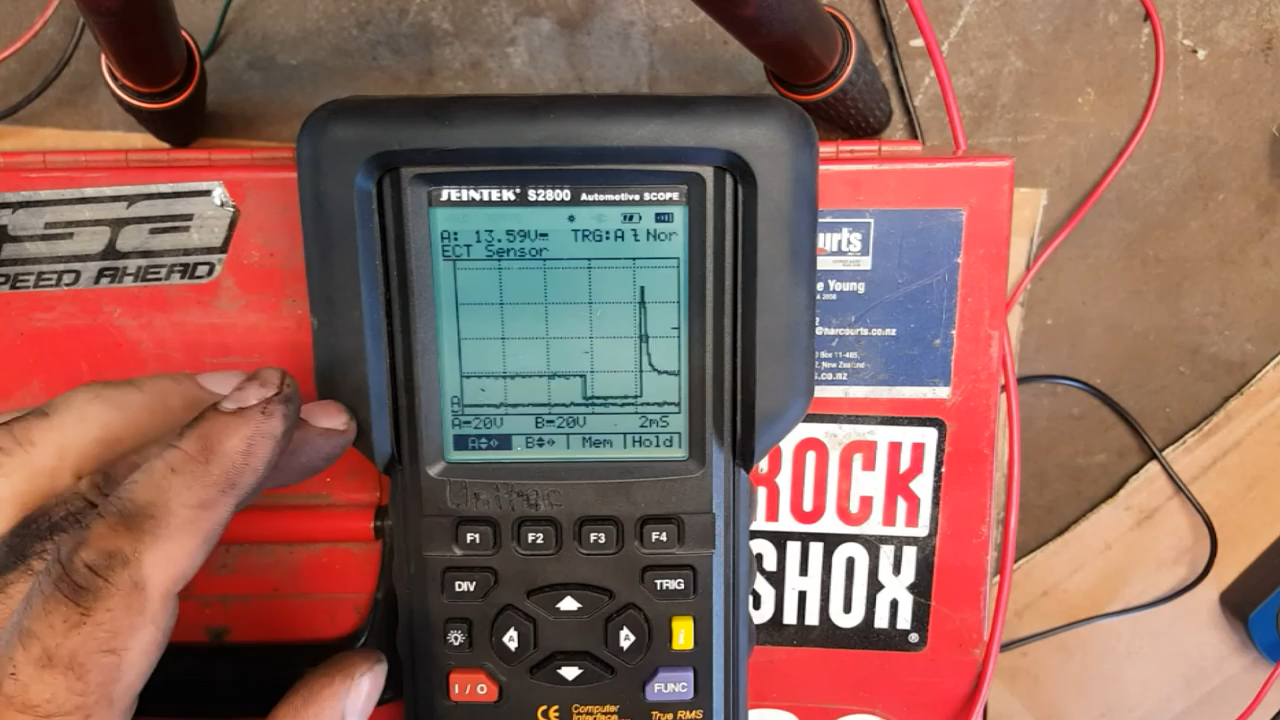 SEINTEK S2800 Automotive SCOPE
A: 13.59V TRG:A Nor
ECT Sensor
A
A=20V B=20V 2mS
A B Mem Hold
Unitec
F1 F2 F3 F4
DIV TRIG
A A
i
I / O FUNC
CE Computer Interface True RMS
SPEED AHEAD
urts
e Young
@harcourts.co.nz
Box 11-485,
, New Zealand
s.co.nz
ROCK
SHOX